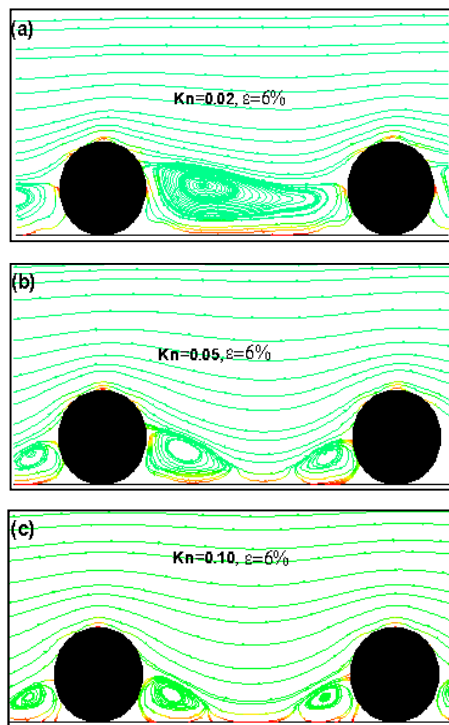 (a)
Kn=0.02, ε=6%
(b)
Kn=0.05, ε=6%
(c)
Kn=0.10, ε=6%